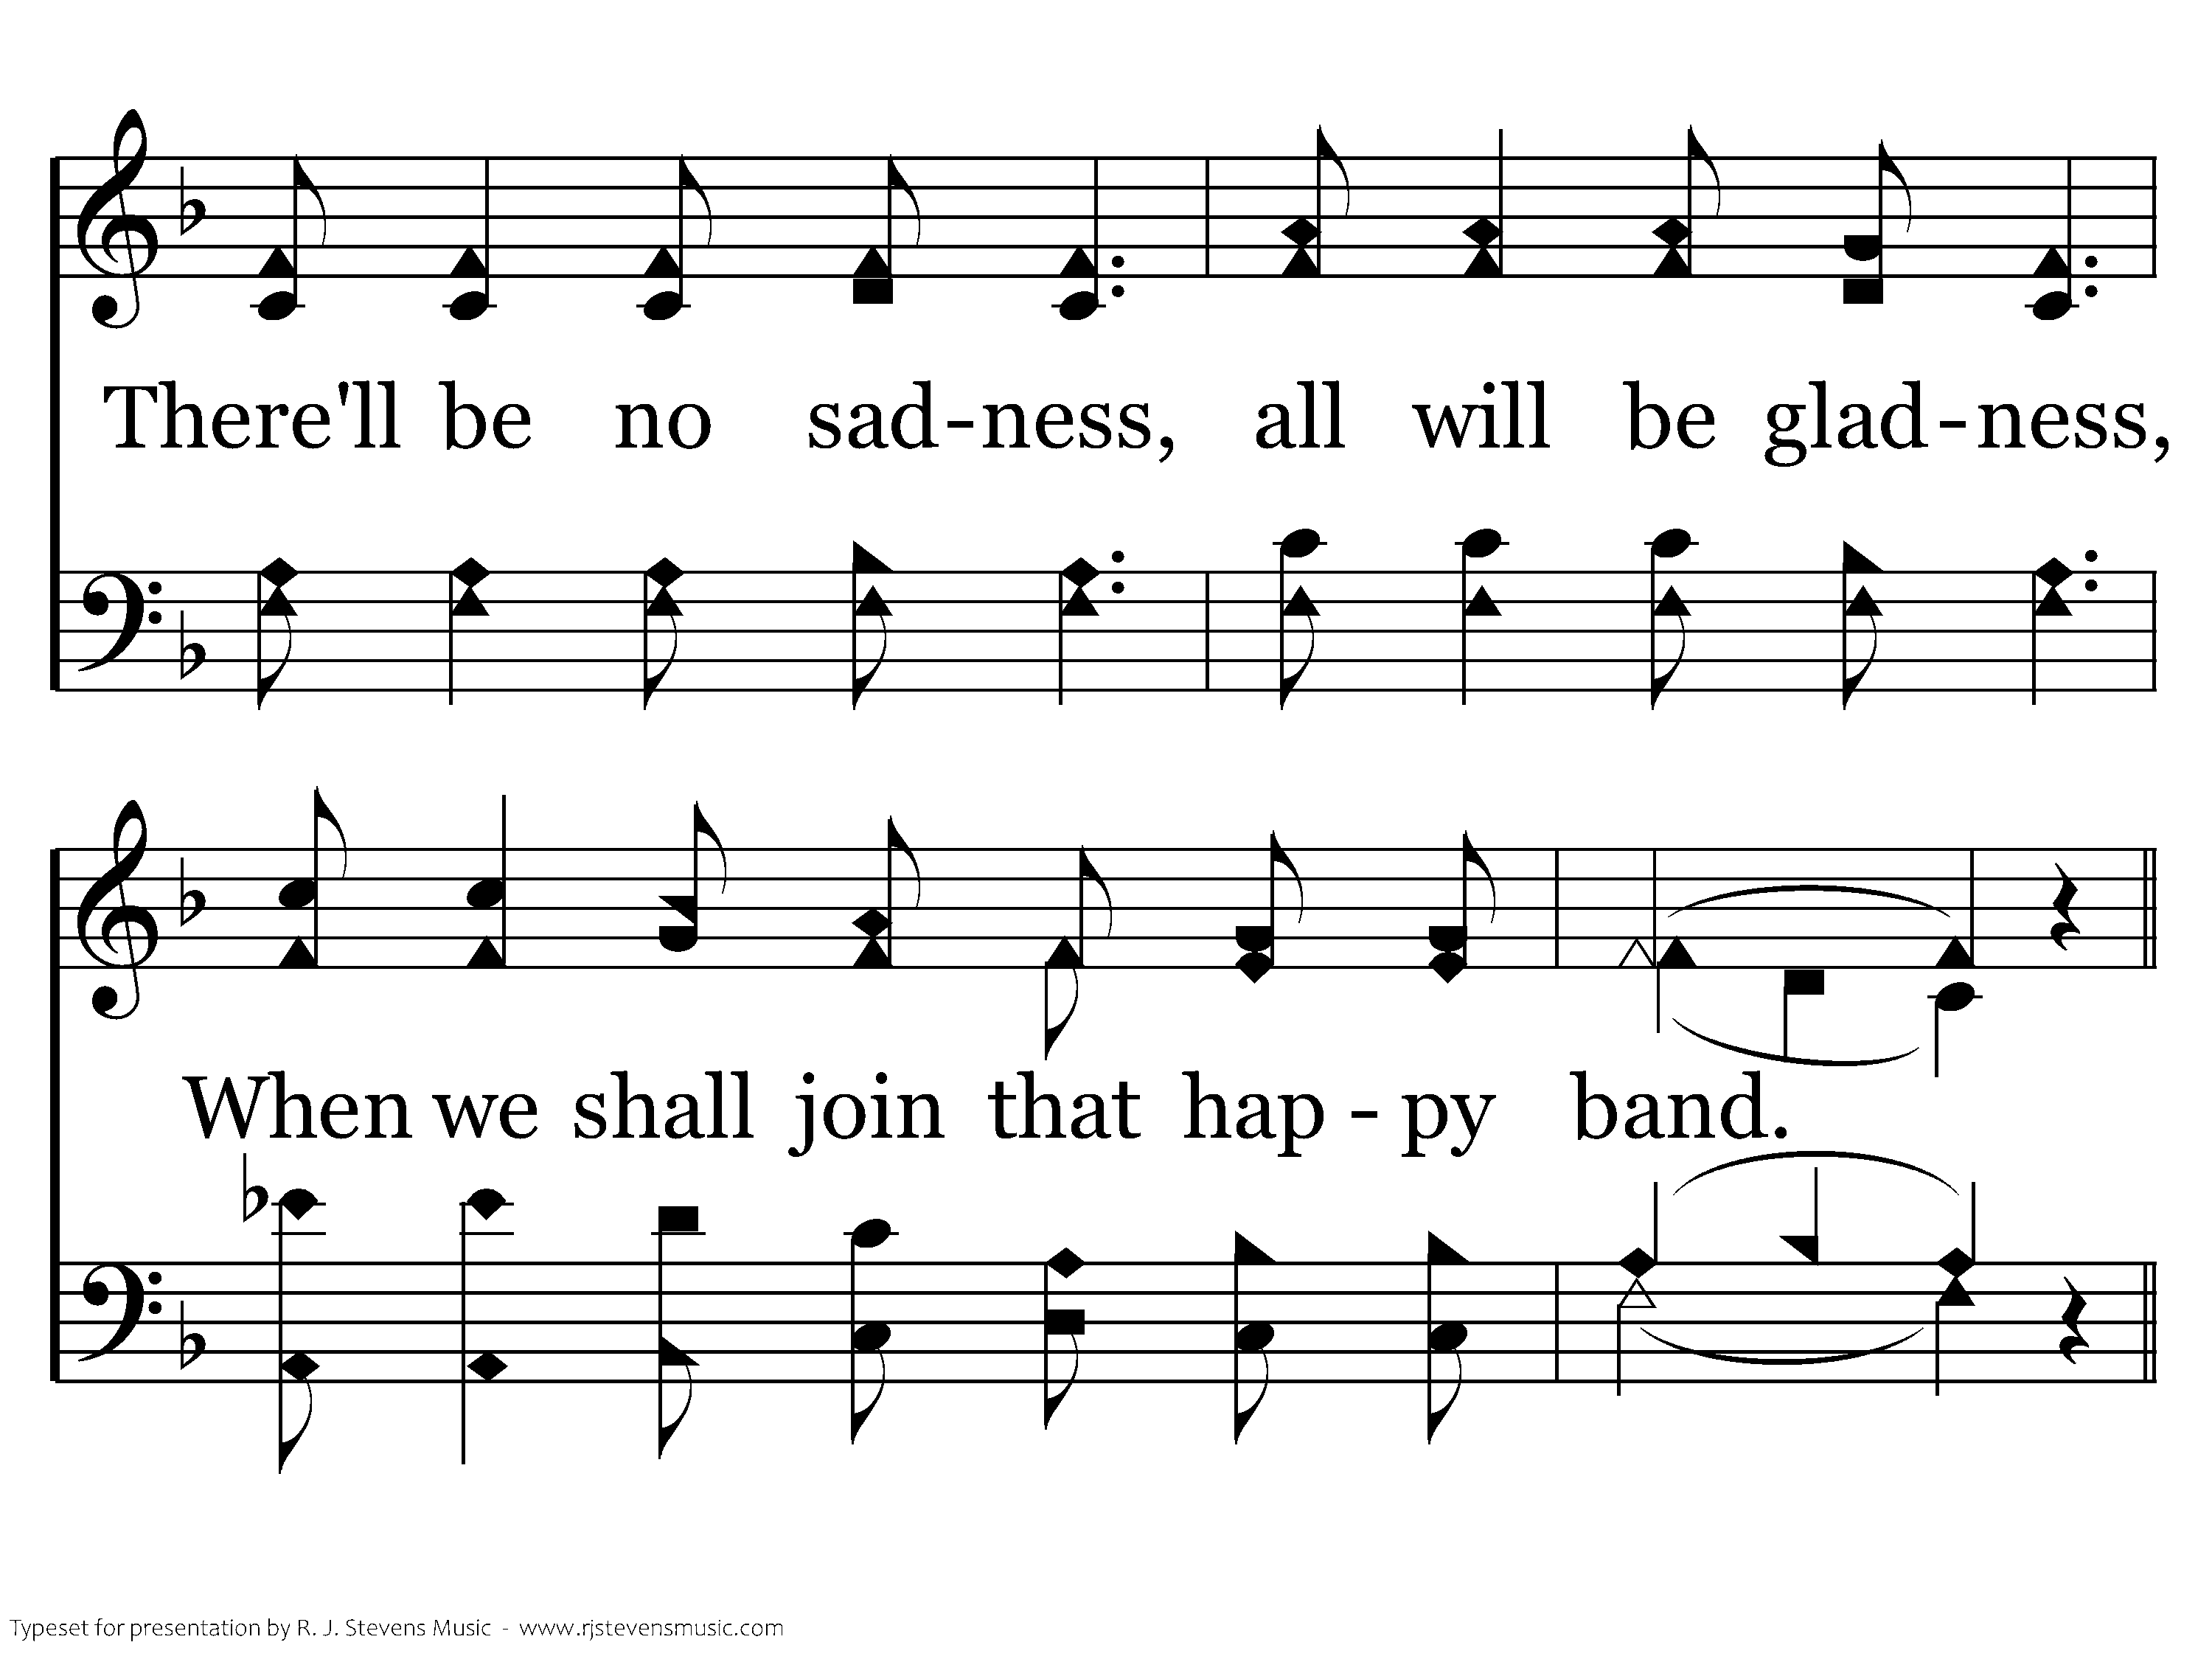 There'll be no sad-ness, all will be glad-ness,
When we shall join that hap - py band.
Typeset for presentation by R. J. Stevens Music - www.rjstevensmusic.com